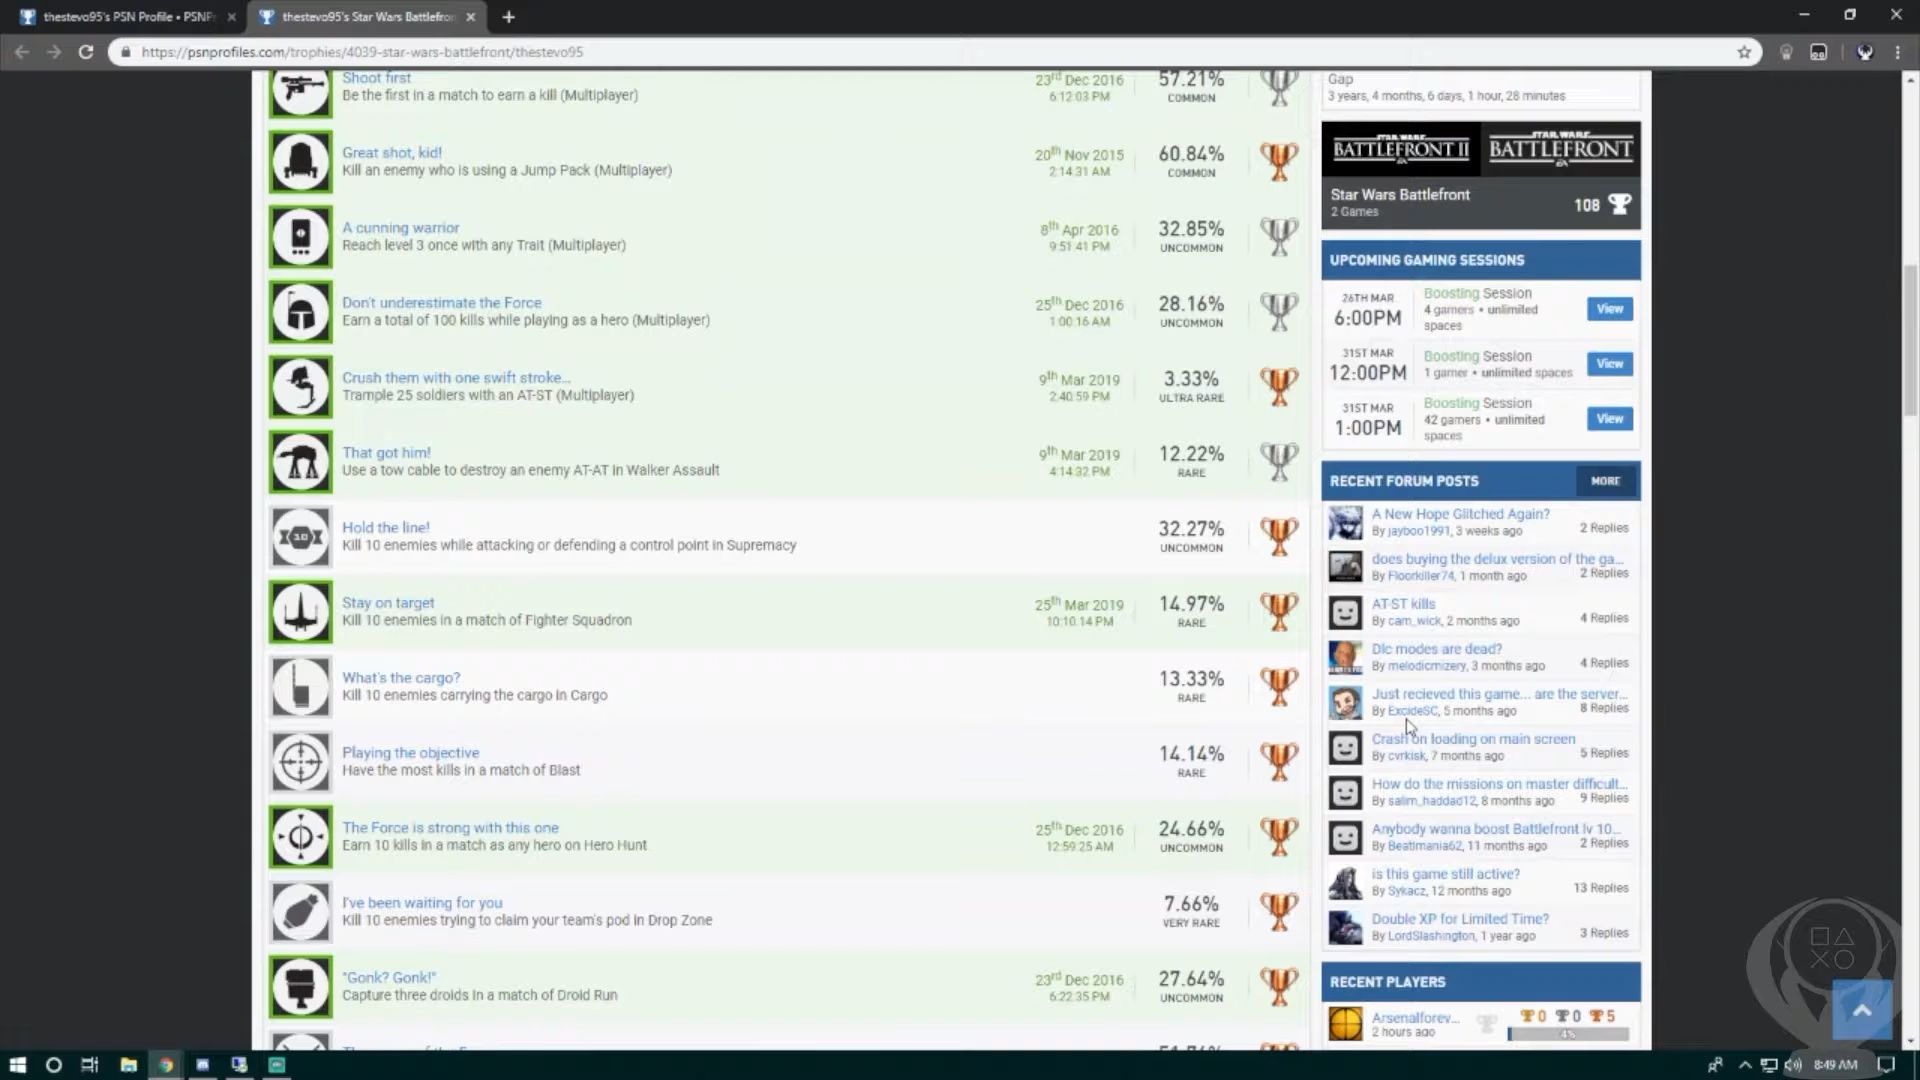 thestevo95's PSN Profile • PSNP
thestevo95's Star Wars Battlefron
https://psnprofiles.com/trophies/4039-star-wars-battlefront/thestevo95
Shoot first
Be the first in a match to earn a kill (Multiplayer)
23rd Dec 2016
6:12:03 PM
57.21%
COMMON
Great shot, kid!
Kill an enemy who is using a Jump Pack (Multiplayer)
20th Nov 2015
2:14:31 AM
60.84%
COMMON
A cunning warrior
Reach level 3 once with any Trait (Multiplayer)
8th Apr 2016
9:51:41 PM
32.85%
UNCOMMON
Don't underestimate the Force
Earn a total of 100 kills while playing as a hero (Multiplayer)
25th Dec 2016
1:00:16 AM
28.16%
UNCOMMON
Crush them with one swift stroke...
Trample 25 soldiers with an AT-ST (Multiplayer)
9th Mar 2019
2:40:59 PM
3.33%
ULTRA RARE
That got him!
Use a tow cable to destroy an enemy AT-AT in Walker Assault
9th Mar 2019
4:14:32 PM
12.22%
RARE
10
Hold the line!
Kill 10 enemies while attacking or defending a control point in Supremacy
32.27%
UNCOMMON
Stay on target
Kill 10 enemies in a match of Fighter Squadron
25th Mar 2019
10:10:14 PM
14.97%
RARE
What's the cargo?
Kill 10 enemies carrying the cargo in Cargo
13.33%
RARE
Playing the objective
Have the most kills in a match of Blast
14.14%
RARE
The Force is strong with this one
Earn 10 kills in a match as any hero on Hero Hunt
25th Dec 2016
12:59:25 AM
24.66%
UNCOMMON
I've been waiting for you
Kill 10 enemies trying to claim your team's pod in Drop Zone
7.66%
VERY RARE
"Gonk? Gonk!"
Capture three droids in a match of Droid Run
23rd Dec 2016
6:22:35 PM
27.64%
UNCOMMON
Gap
3 years, 4 months, 6 days, 1 hour, 28 minutes
STAR WARS
BATTLEFRONT II
EA
STAR WARS
BATTLEFRONT
EA
Star Wars Battlefront
2 Games
108
UPCOMING GAMING SESSIONS
26TH MAR
6:00PM
Boosting Session
4 gamers • unlimited
spaces
View
31ST MAR
12:00PM
Boosting Session
1 gamer • unlimited spaces
View
31ST MAR
1:00PM
Boosting Session
42 gamers • unlimited
spaces
View
RECENT FORUM POSTS
MORE
A New Hope Glitched Again?
By jayboo1991, 3 weeks ago
2 Replies
does buying the delux version of the ga...
By Floorkiller74, 1 month ago
2 Replies
AT-ST kills
By cam_wick, 2 months ago
4 Replies
Dlc modes are dead?
By melodicmizery, 3 months ago
4 Replies
Just recieved this game... are the server...
By ExcideSC, 5 months ago
8 Replies
Crash on loading on main screen
By cvrkisk, 7 months ago
5 Replies
How do the missions on master difficult...
By salim_haddad12, 8 months ago
9 Replies
Anybody wanna boost Battlefront lv 10...
By Beatmania62, 11 months ago
2 Replies
is this game still active?
By Sykacz, 12 months ago
13 Replies
Double XP for Limited Time?
By LordSlashington, 1 year ago
3 Replies
RECENT PLAYERS
Arsenalforev...
2 hours ago
0 0 5
4%
8:49 AM